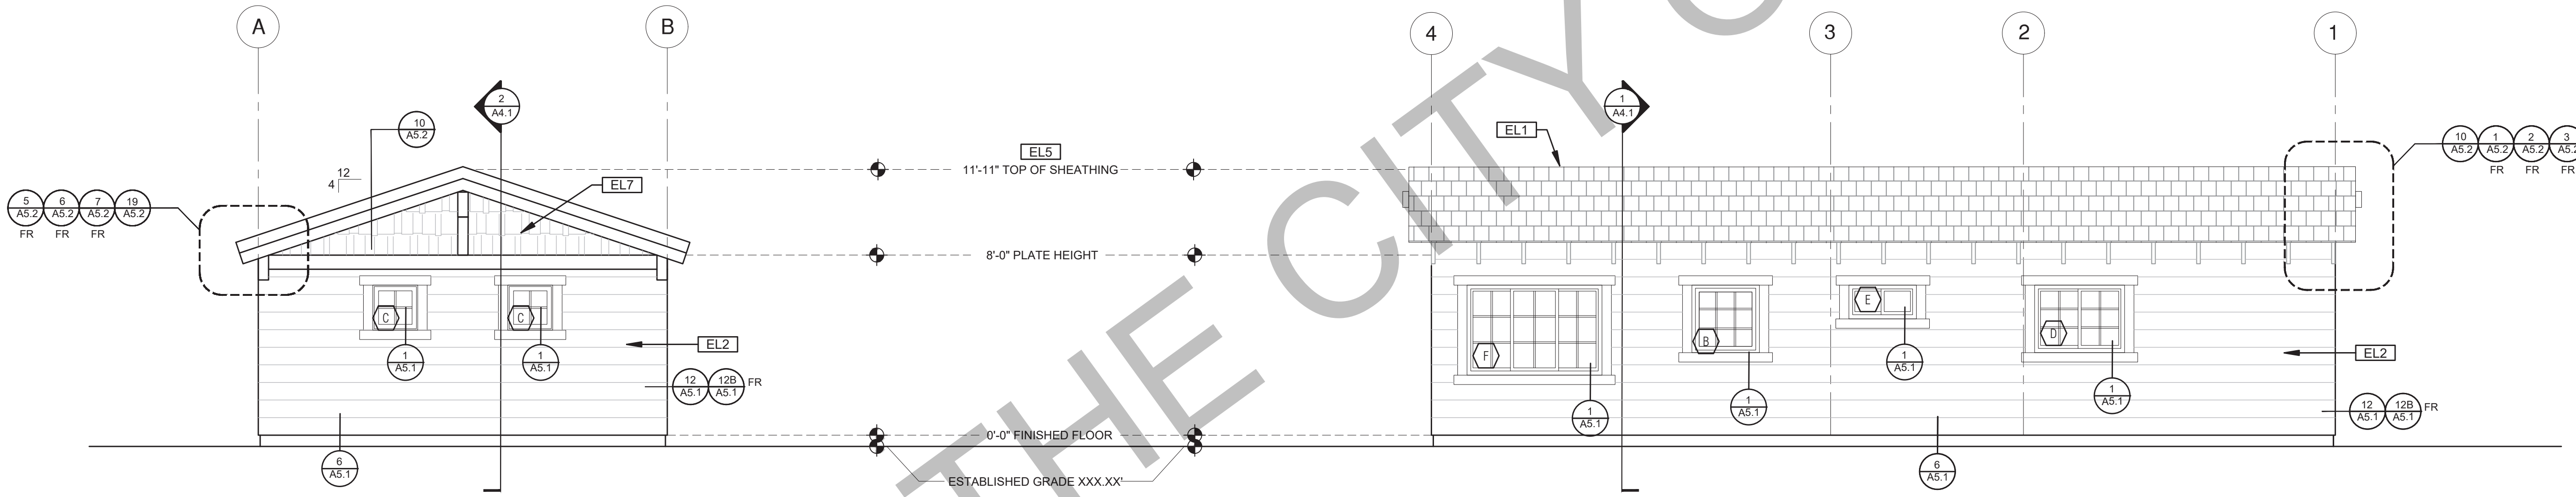 A
B
4
3
2
1
2
A4.1
1
A4.1
10
A5.2
EL1
10
A5.2
1
A5.2
FR
2
A5.2
FR
3
A5.2
FR
EL5
11'-11" TOP OF SHEATHING
12
4
EL7
5
A5.2
FR
6
A5.2
FR
7
A5.2
FR
19
A5.2
8'-0" PLATE HEIGHT
C
C
E
D
B
F
EL2
EL2
1
A5.1
1
A5.1
1
A5.1
1
A5.1
1
A5.1
1
A5.1
12
A5.1
12B
A5.1
FR
12
A5.1
12B
A5.1
FR
0'-0" FINISHED FLOOR
6
A5.1
6
A5.1
ESTABLISHED GRADE XXX.XX'
THE CITY